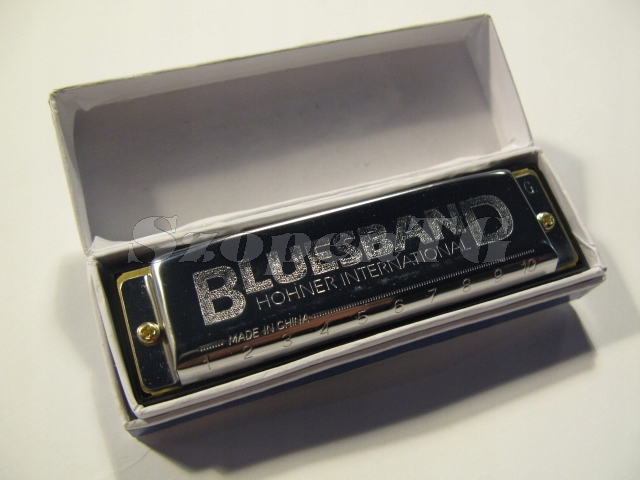 G
BLUESBAND
HOHNER INTERNATIONAL
MADE IN CHINA
1 2 3 4 5 6 7 8 9 10